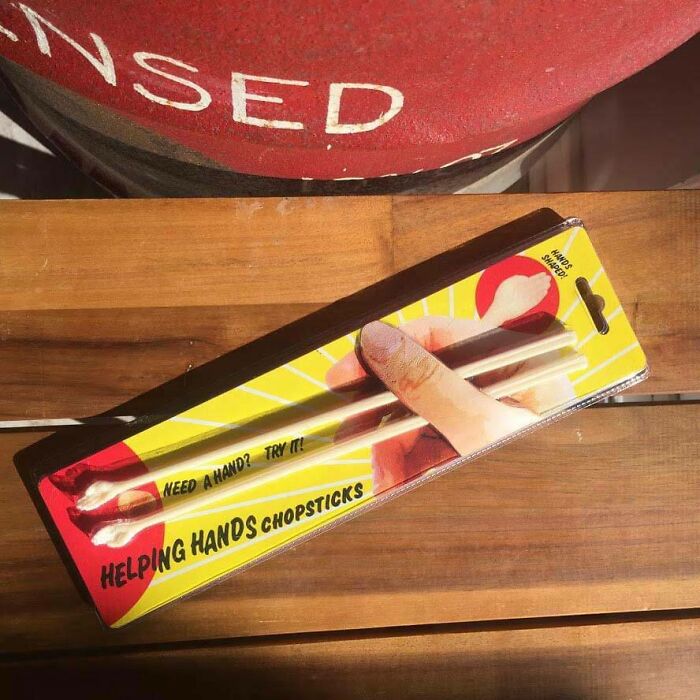 NSED
HANDS
SHAPED!
NEED A HAND? TRY IT!
HELPING HANDS CHOPSTICKS